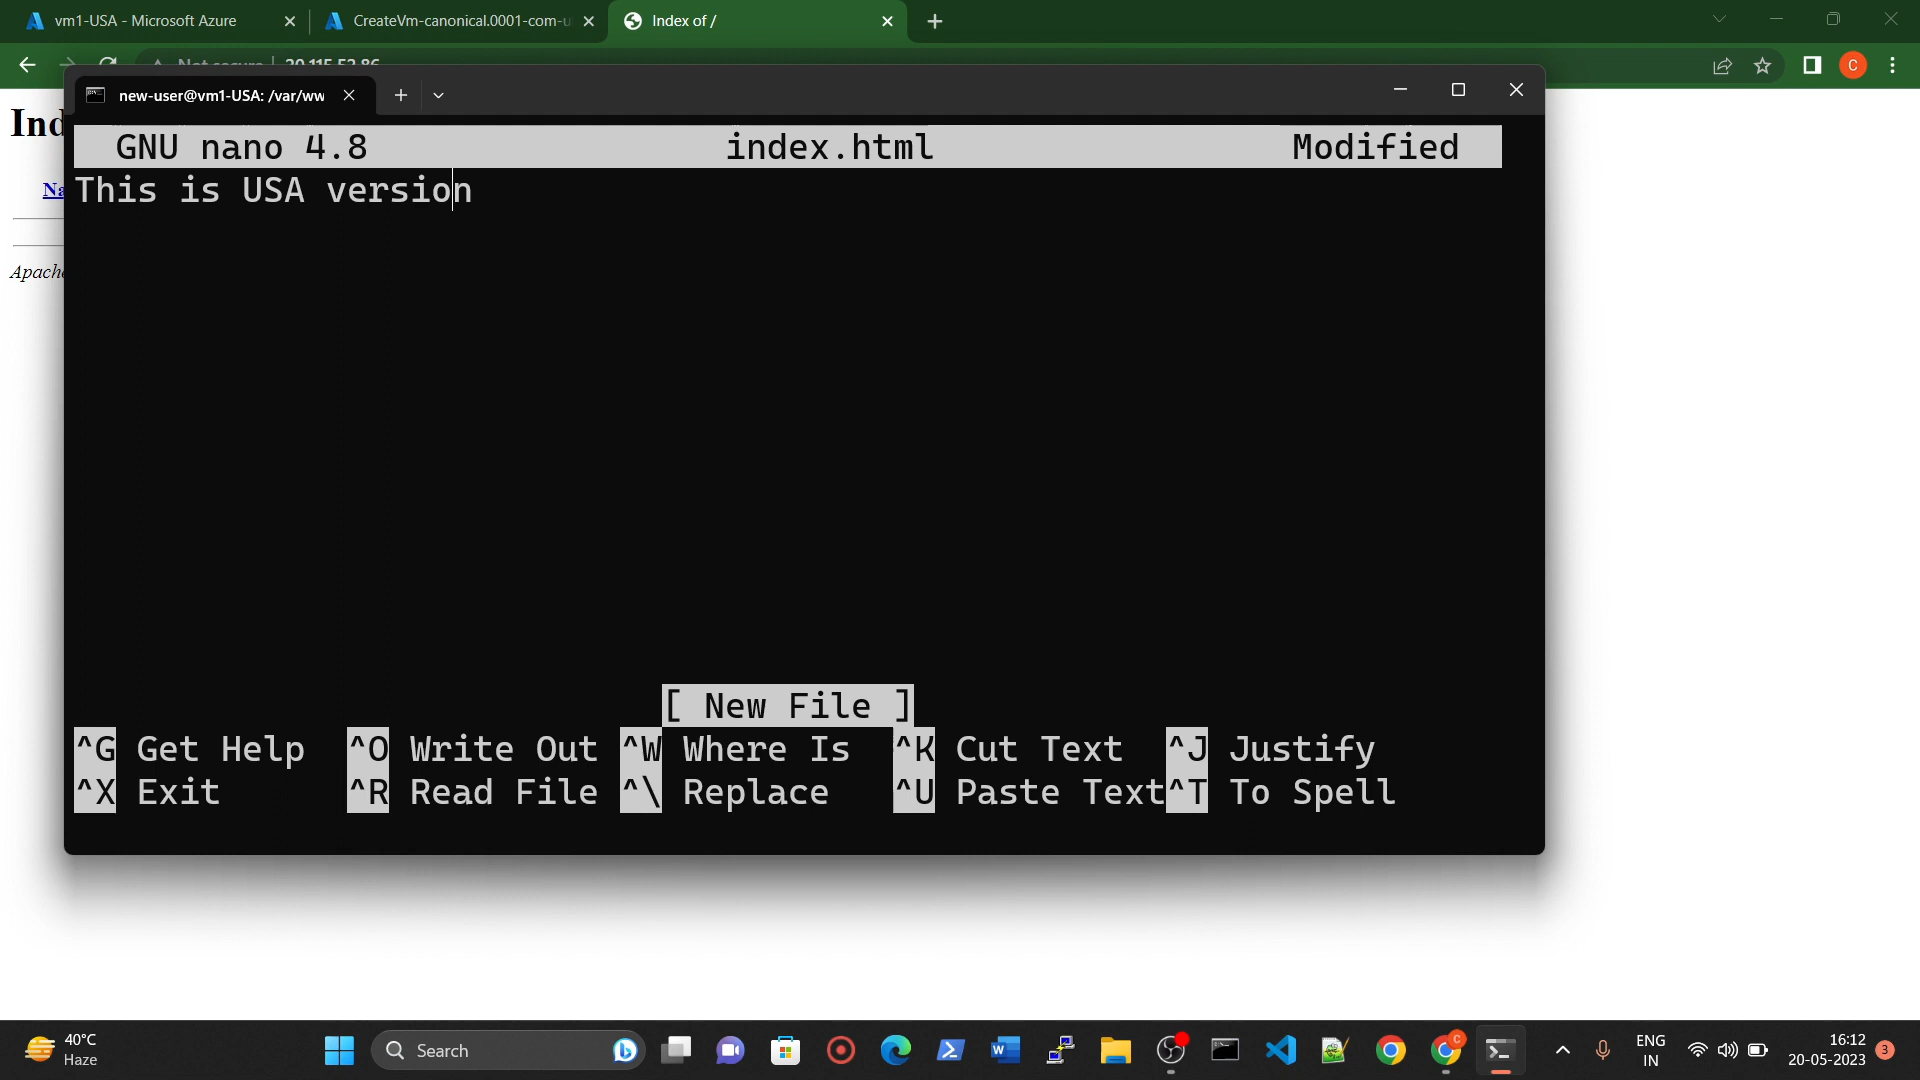 vm1-USA - Microsoft Azure
CreateVm-canonical.0001-com-u
Index of /
new-user@vm1-USA: /var/ww
GNU nano 4.8 index.html Modified
This is USA version
[ New File ]
^G Get Help ^O Write Out ^W Where Is ^K Cut Text ^J Justify
^X Exit ^R Read File ^\ Replace ^U Paste Text ^T To Spell
40°C
Haze
Search
ENG
IN
16:12
20-05-2023
3
C